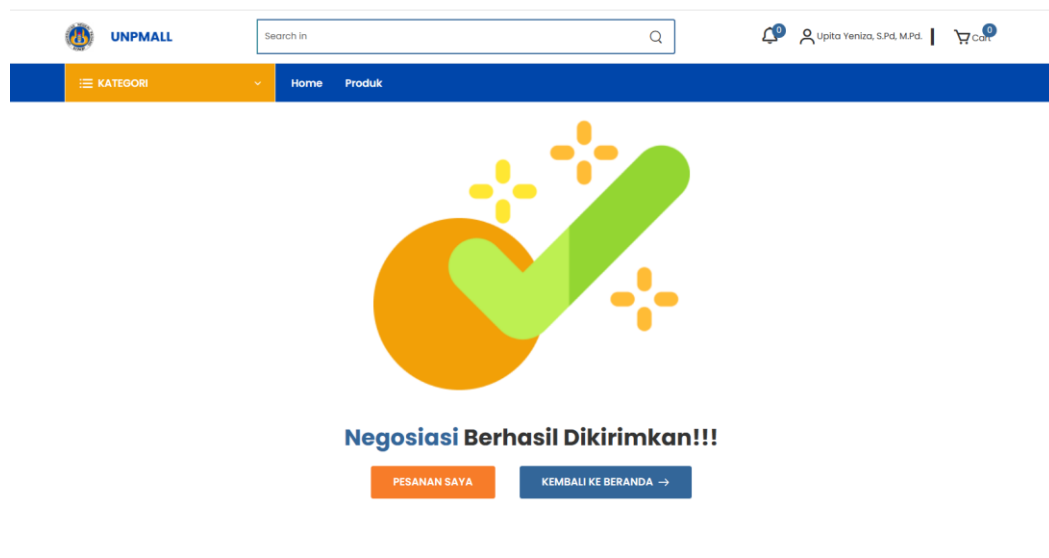 UNPMALL
Search in
0
Upita Yeniza, S.Pd, M.Pd.
Cart
0
KATEGORI
Home
Produk
Negosiasi Berhasil Dikirimkan!!!
PESANAN SAYA
KEMBALI KE BERANDA →